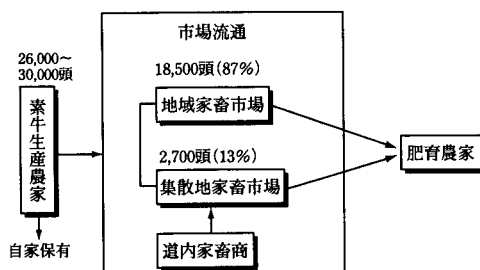 市場流通
26,000～
30,000頭
18,500頭(87%)
素牛生産農家
地域家畜市場
肥育農家
2,700頭(13%)
集散地家畜市場
自家保有
道内家畜商